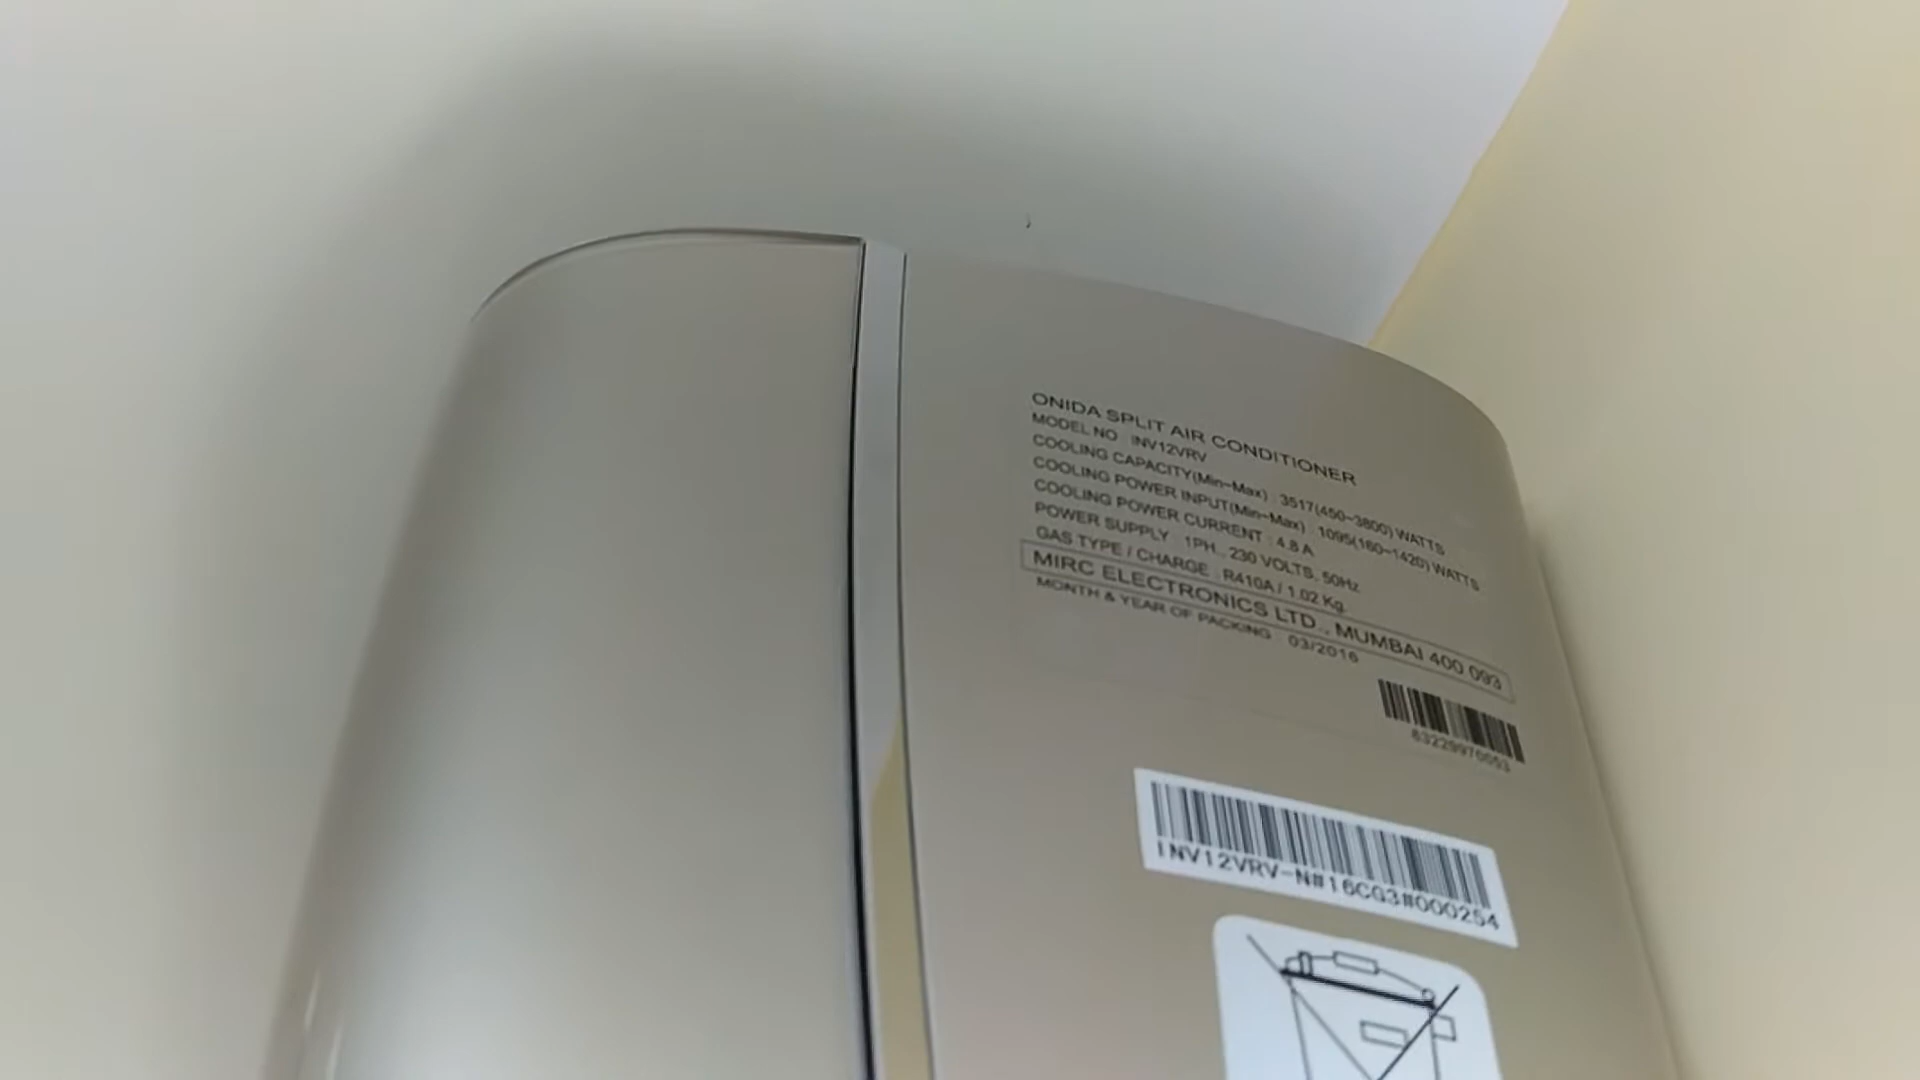 ONIDA SPLIT AIR CONDITIONER
MODEL NO : INV12VRV
COOLING CAPACITY(Min~Max) : 3517(450~3800) WATTS
COOLING POWER INPUT(Min~Max) : 1095(160~1420) WATTS
COOLING POWER CURRENT : 4.8 A
POWER SUPPLY : 1PH., 230 VOLTS, 50Hz.
GAS TYPE / CHARGE : R410A / 1.02 Kg.
MIRC ELECTRONICS LTD., MUMBAI 400 093
MONTH & YEAR OF PACKING : 03/2016
INV12VRV-N#16CG3#000254